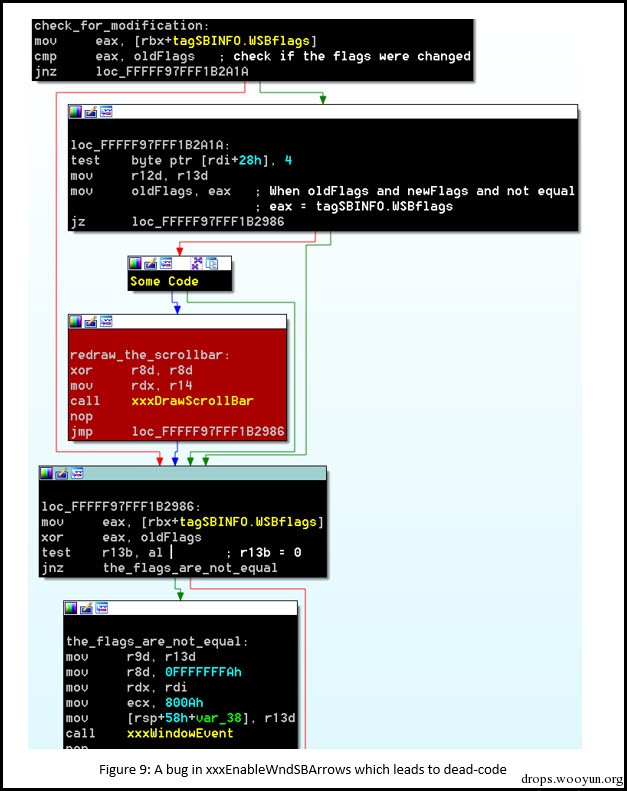 check_for_modification:
mov eax, [rbx+tagSBINFO.WSBflags]
cmp eax, oldFlags ; check if the flags were changed
jnz loc_FFFFF97FFF1B2A1A
loc_FFFFF97FFF1B2A1A:
test byte ptr [rdi+28h], 4
mov r12d, r13d
mov oldFlags, eax ; When oldFlags and newFlags and not equal
; eax = tagSBINFO.WSBflags
jz loc_FFFFF97FFF1B2986
Some Code
redraw_the_scrollbar:
xor r8d, r8d
mov rdx, r14
call xxxDrawScrollBar
nop
jmp loc_FFFFF97FFF1B2986
loc_FFFFF97FFF1B2986:
mov eax, [rbx+tagSBINFO.WSBflags]
xor eax, oldFlags
test r13b, al ; r13b = 0
jnz the_flags_are_not_equal
the_flags_are_not_equal:
mov r9d, r13d
mov r8d, 0FFFFFFFAh
mov rdx, rdi
mov ecx, 800Ah
mov [rsp+58h+var_38], r13d
call xxxWindowEvent
Figure 9: A bug in xxxEnableWndSBArrows which leads to dead-code
drops.wooyun.org